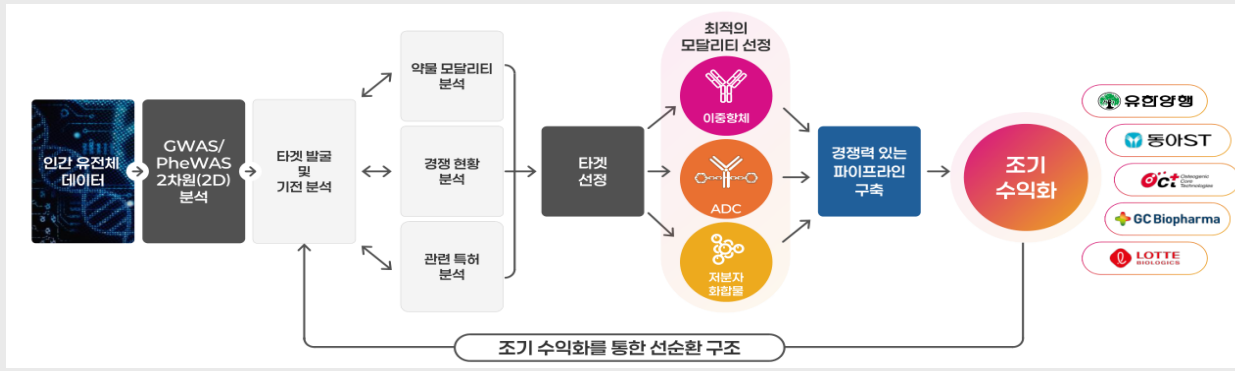 인간 유전체
데이터
GWAS/
PheWAS
2차원(2D)
분석
타겟 발굴
및
기전 분석
약물 모달리티
분석
경쟁 현황
분석
관련 특허
분석
타겟
선정
최적의
모달리티 선정
이중항체
ADC
저분자
화합물
경쟁력 있는
파이프라인
구축
조기
수익화
유한양행
동아ST
OCT Osteogenic
Core
Technologies
GC Biopharma
LOTTE
BIOLOGICS
조기 수익화를 통한 선순환 구조